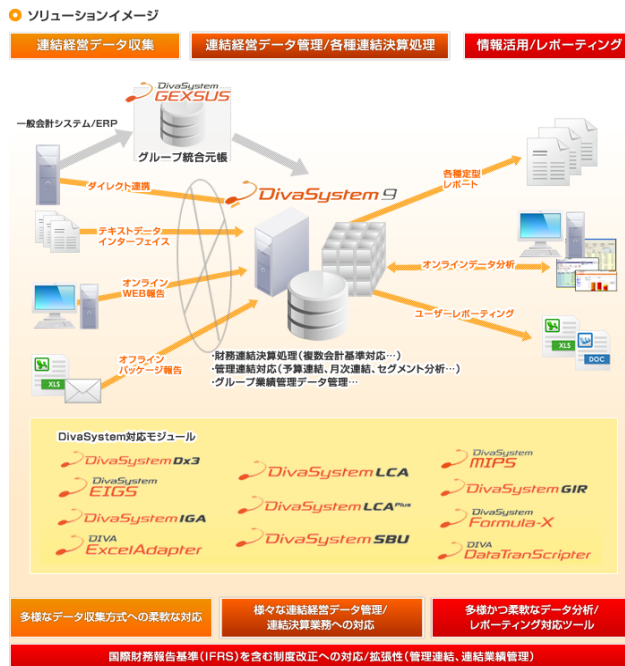 ソリューションイメージ
連結経営データ収集
連結経営データ管理/各種連結決算処理
情報活用/レポーティング
DivaSystem
GEXSUS
一般会計システム/ERP
グループ統合元帳
ダイレクト連携
DivaSystem 9
各種定型
レポート
テキストデータ
インターフェイス
オンライン
WEB報告
オンラインデータ分析
ユーザーレポーティング
オフライン
パッケージ報告
XLS
XLS
DOC
・財務連結決算処理(複数会計基準対応…)
・管理連結対応(予算連結、月次連結、セグメント分析…)
・グループ業績管理データ管理…
DivaSystem対応モジュール
DivaSystem Dx3
DivaSystem
EIGS
DivaSystem IGA
DIVA
ExcelAdapter
DivaSystem LCA
DivaSystem LCA Plus
DivaSystem SBU
DivaSystem
MIPS
DivaSystem GIR
DivaSystem
Formula-X
DIVA
DataTranScripter
多様なデータ収集方式への柔軟な対応
様々な連結経営データ管理/
連結決算業務への対応
多様かつ柔軟なデータ分析/
レポーティング対応ツール
国際財務報告基準(IFRS)を含む制度改正への対応/拡張性(管理連結、連結業績管理)